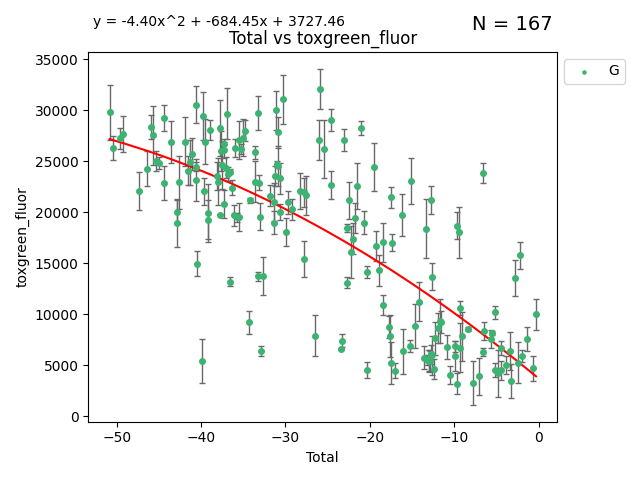 y = -4.40x^2 + -684.45x + 3727.46
N = 167
Total vs toxgreen_fluor
G
35000
30000
25000
20000
15000
10000
5000
0
toxgreen_fluor
−50 −40 −30 −20 −10 0
Total